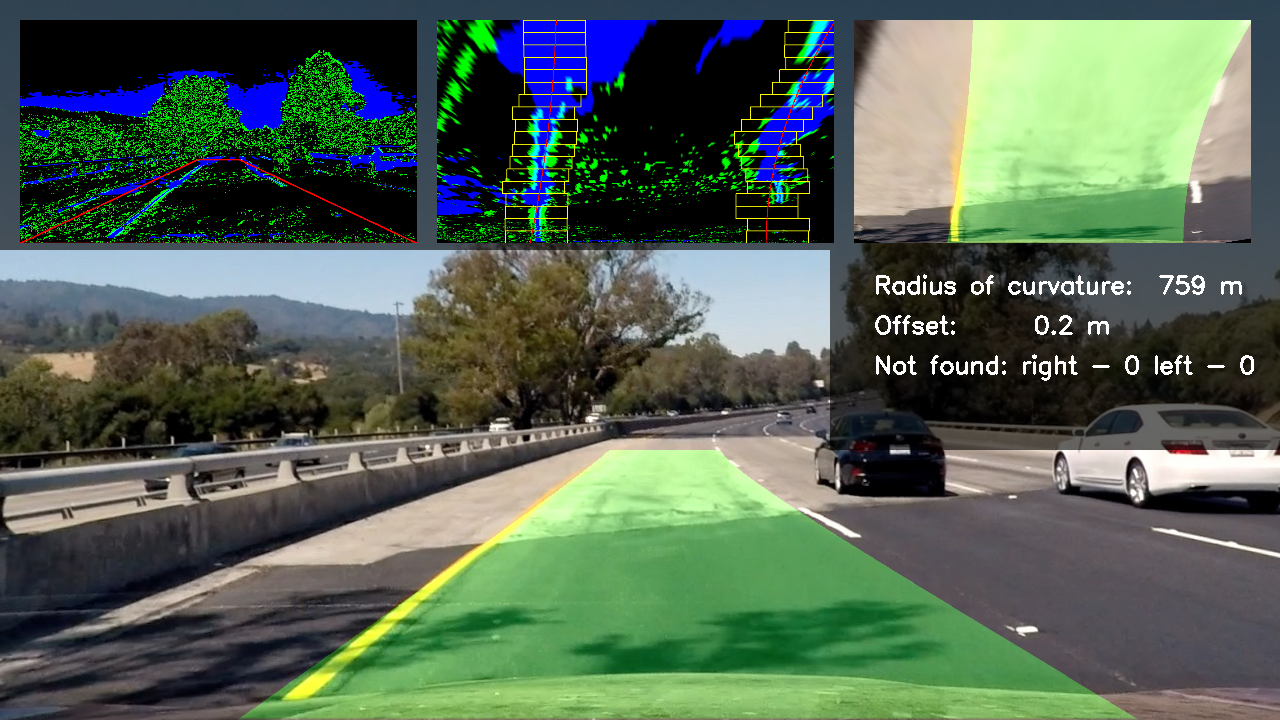 Radius of curvature: 759 m
Offset: 0.2 m
Not found: right – 0 left – 0